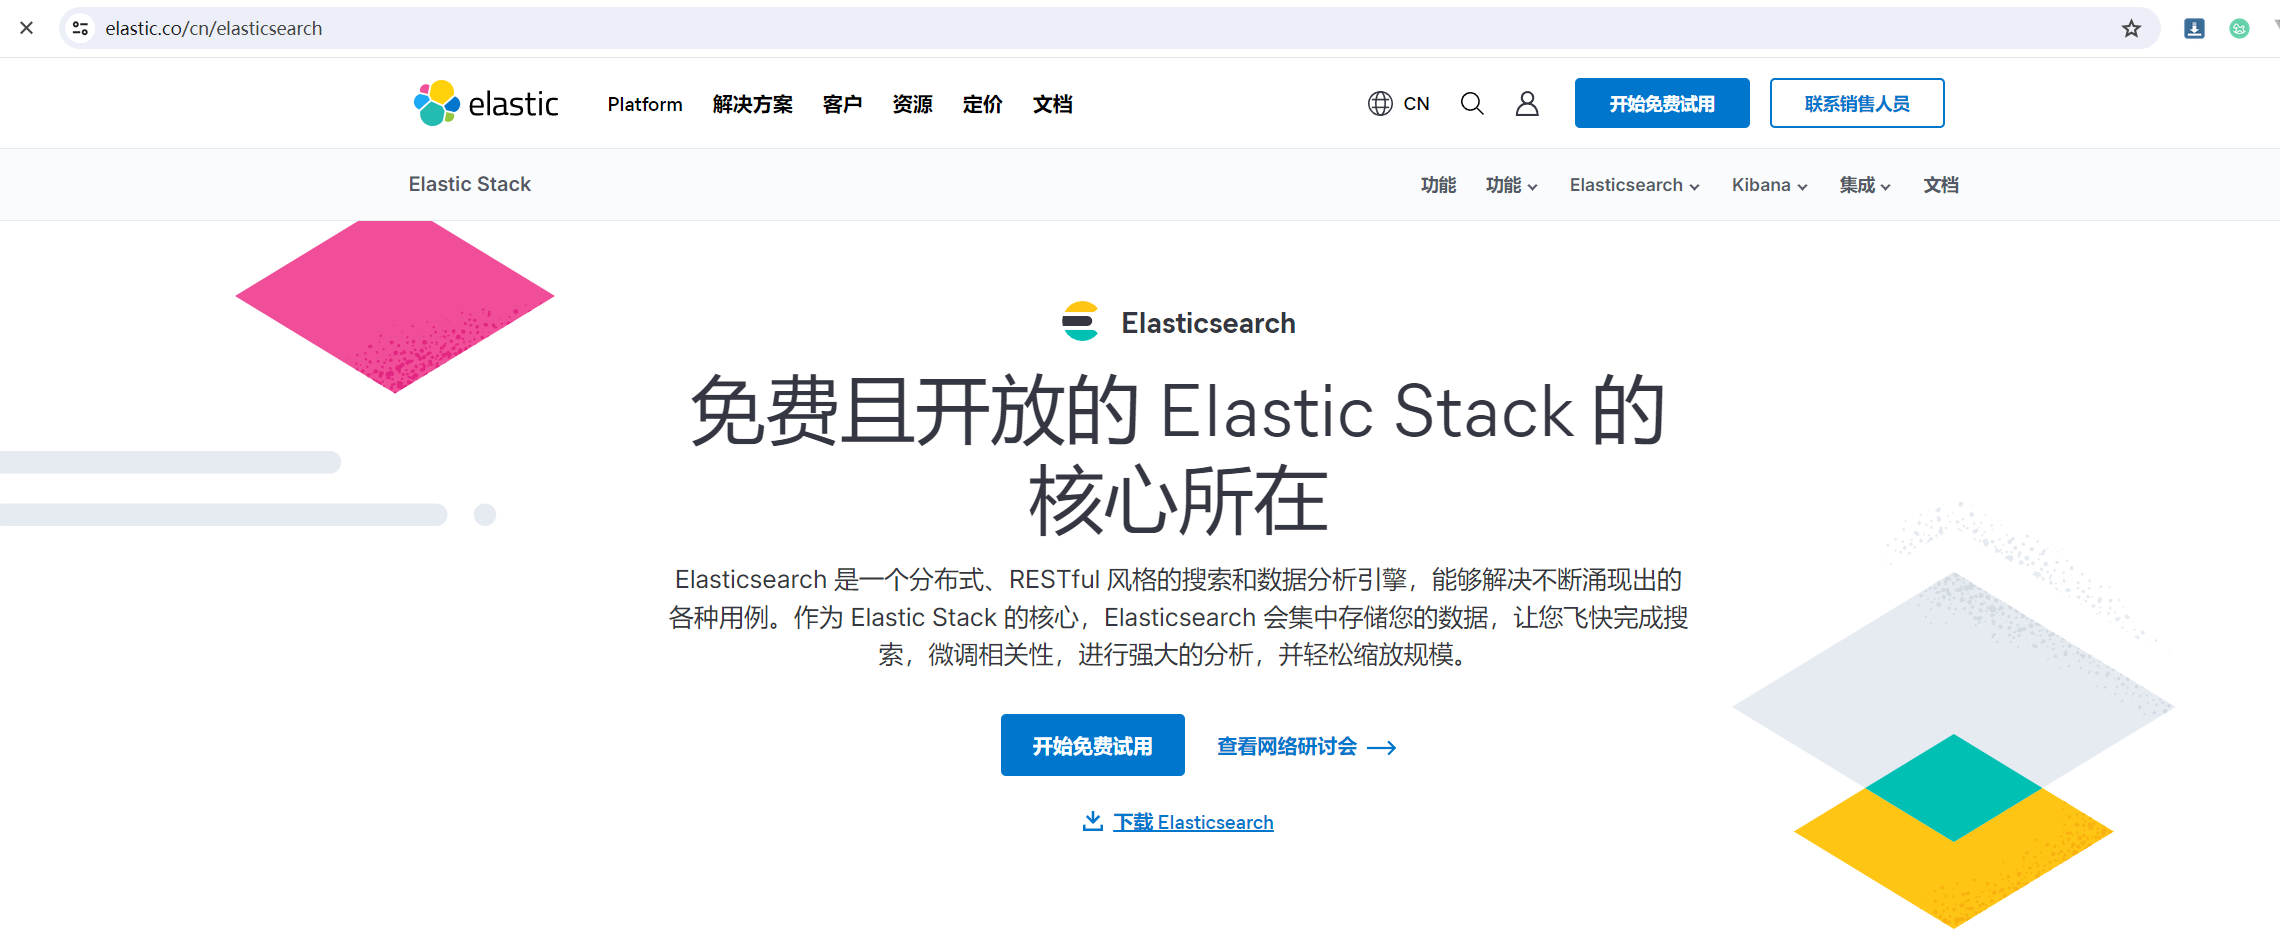 elastic.co/cn/elasticsearch
elastic Platform 解决方案 客户 资源 定价 文档 CN 开始免费试用 联系销售人员
Elastic Stack 功能 功能 Elasticsearch Kibana 集成 文档
Elasticsearch
免费且开放的 Elastic Stack 的
核心所在
Elasticsearch 是一个分布式、RESTful 风格的搜索和数据分析引擎，能够解决不断涌现出的
各种用例。作为 Elastic Stack 的核心，Elasticsearch 会集中存储您的数据，让您飞快完成搜
索，微调相关性，进行强大的分析，并轻松缩放规模。
开始免费试用 查看网络研讨会
下载 Elasticsearch